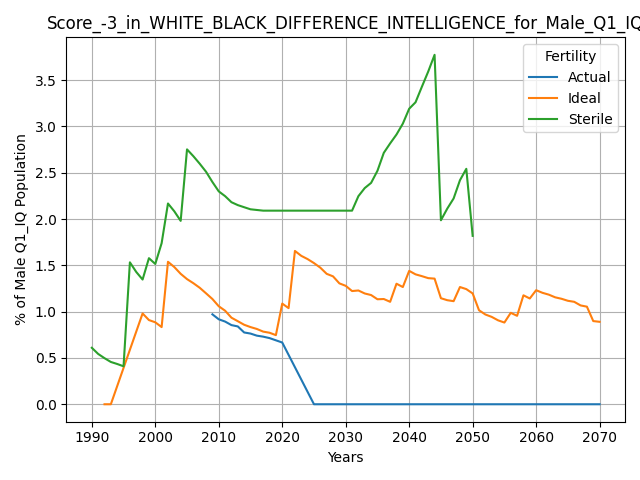 Score_-3_in_WHITE_BLACK_DIFFERENCE_INTELLIGENCE_for_Male_Q1_IQ
Fertility
Actual
Ideal
Sterile
% of Male Q1_IQ Population
3.5
3.0
2.5
2.0
1.5
1.0
0.5
0.0
1990 2000 2010 2020 2030 2040 2050 2060 2070
Years